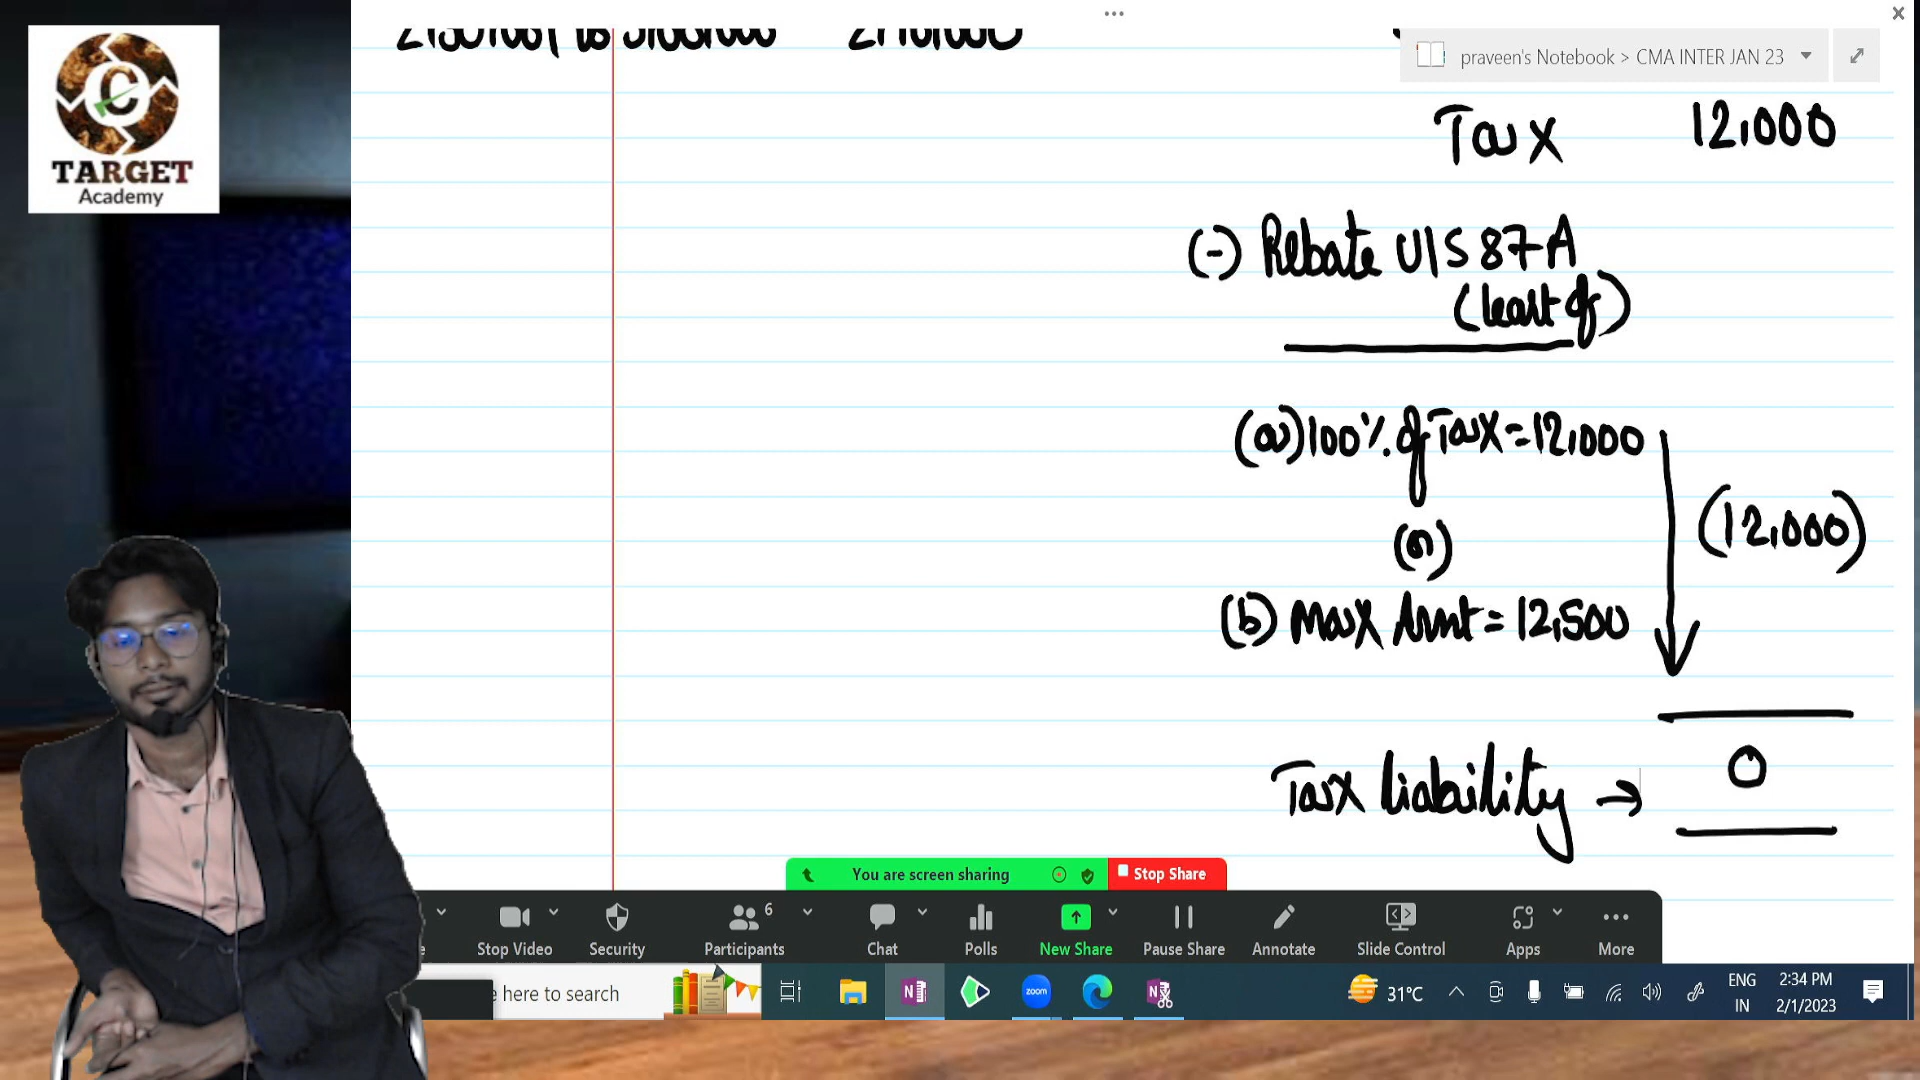 TARGET
Academy
praveen's Notebook > CMA INTER JAN 23
Tax 12,000
(-) Rebate U/S 87-A
(least of)
(a) 100% of Tax = 12,000
(12,000)
(or)
(b) Max Amt = 12,500
Tax liability → 0
You are screen sharing Stop Share
Stop Video Security Participants 6 Chat Polls New Share Pause Share Annotate Slide Control Apps More
e here to search
zoom
31°C
ENG
IN
2:34 PM
2/1/2023